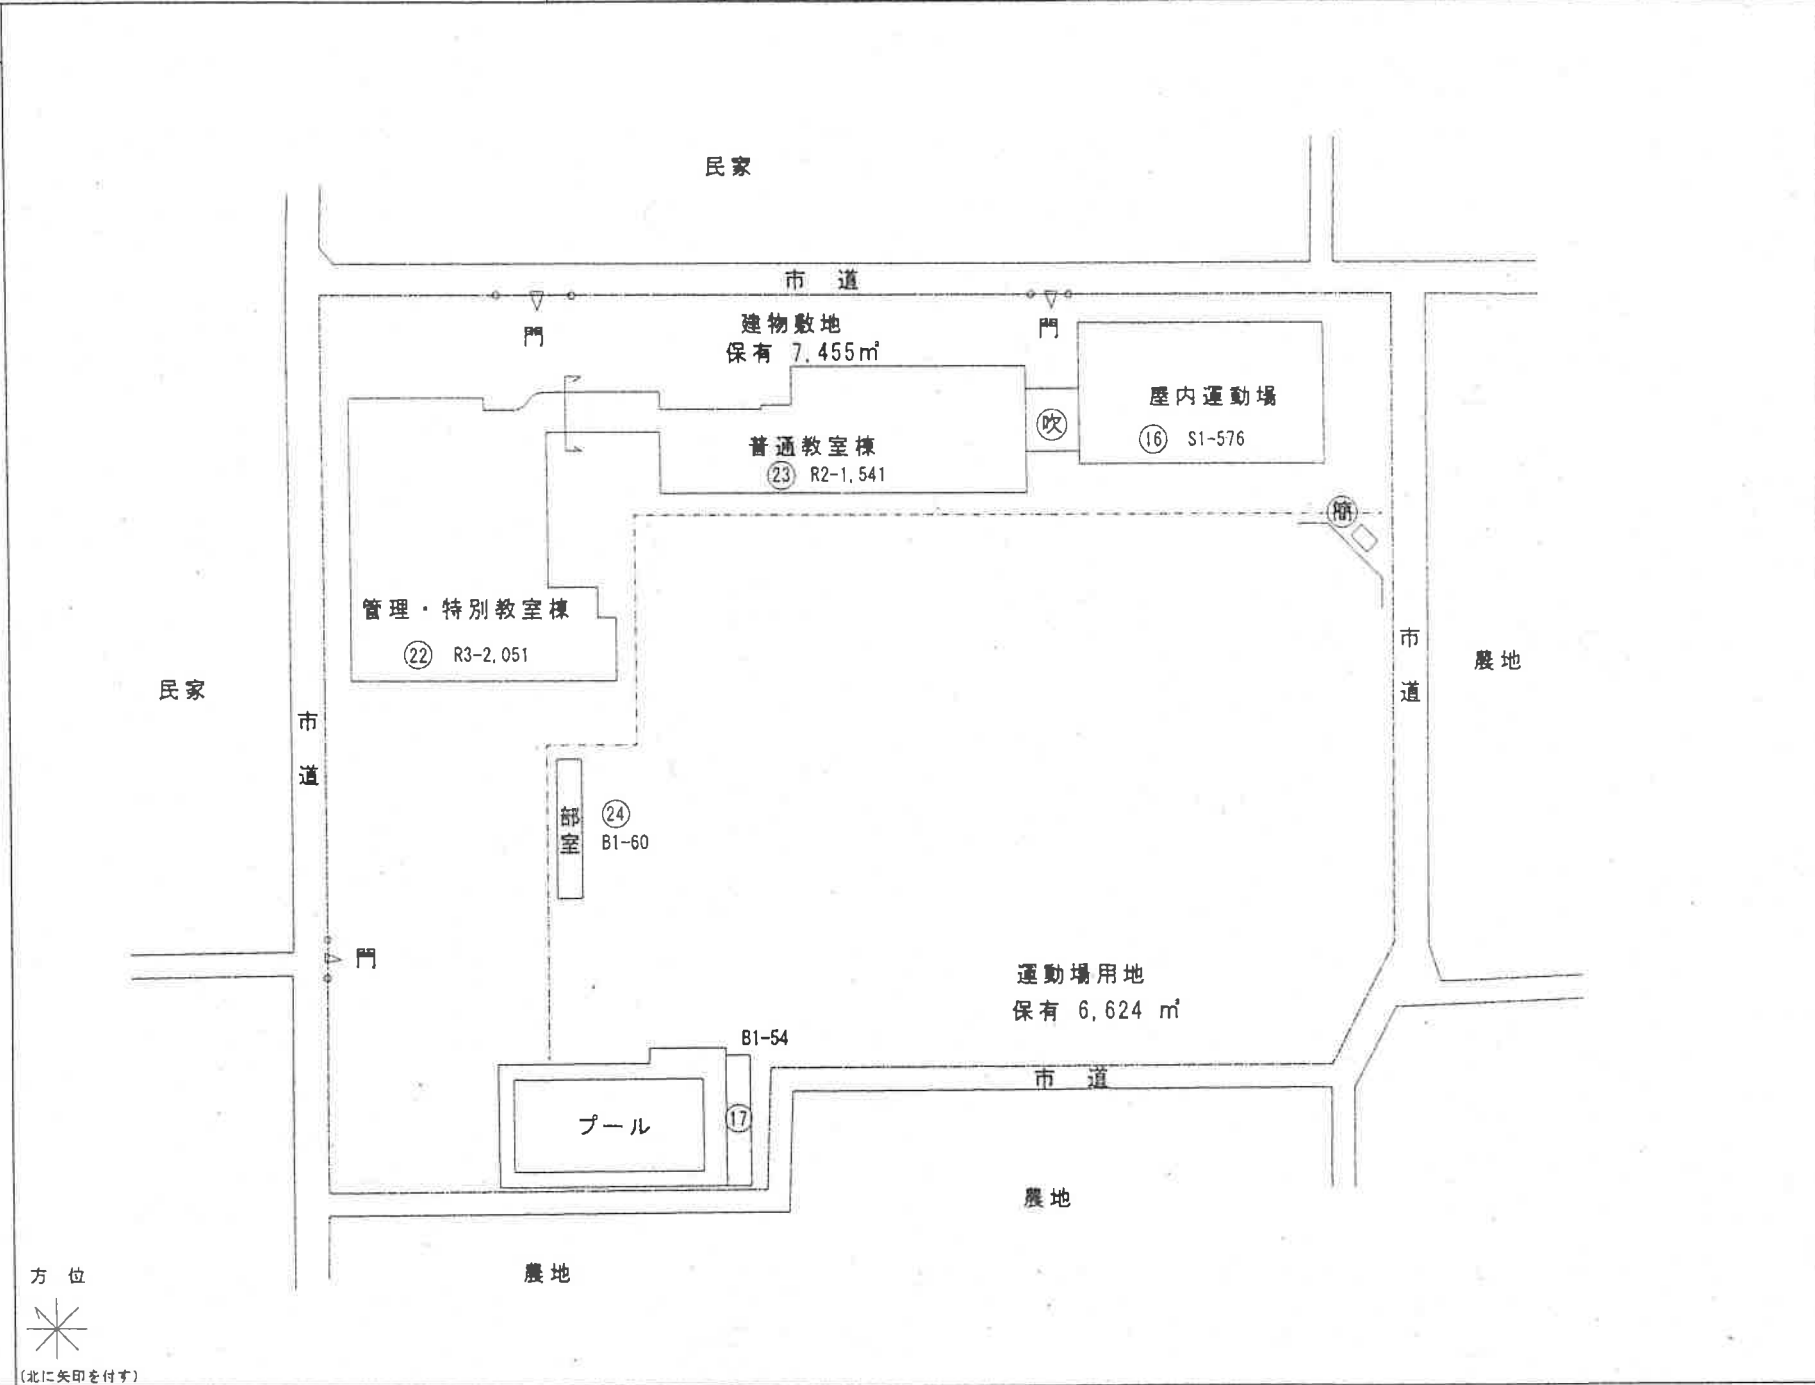 民家
市道
門
建物敷地
保有 7,455㎡
門
屋内運動場
⑯ S1-576
吹
普通教室棟
㉓ R2-1,541
簡
管理・特別教室棟
㉒ R3-2,051
民家
市道
市道
農地
部室
㉔
B1-60
門
運動場用地
保有 6,624 ㎡
B1-54
市道
プール
⑰
農地
農地
方位
(北に矢印を付す)